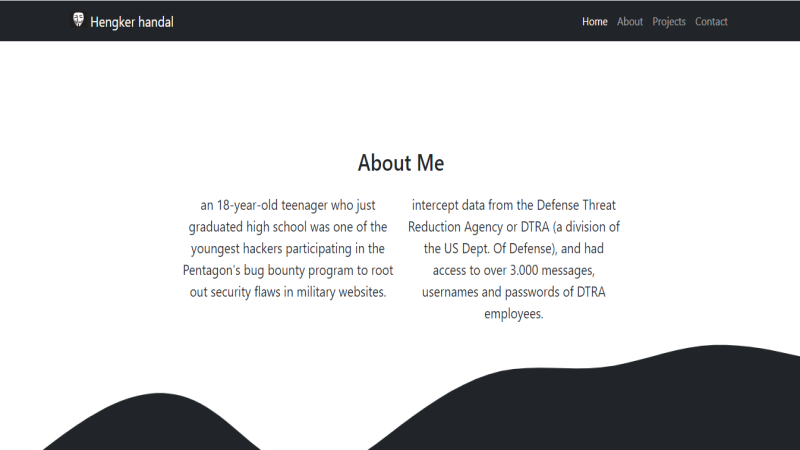 Hengker handal
Home About Projects Contact
About Me
an 18-year-old teenager who just
graduated high school was one of the
youngest hackers participating in the
Pentagon's bug bounty program to root
out security flaws in military websites.
intercept data from the Defense Threat
Reduction Agency or DTRA (a division of
the US Dept. Of Defense), and had
access to over 3.000 messages,
usernames and passwords of DTRA
employees.